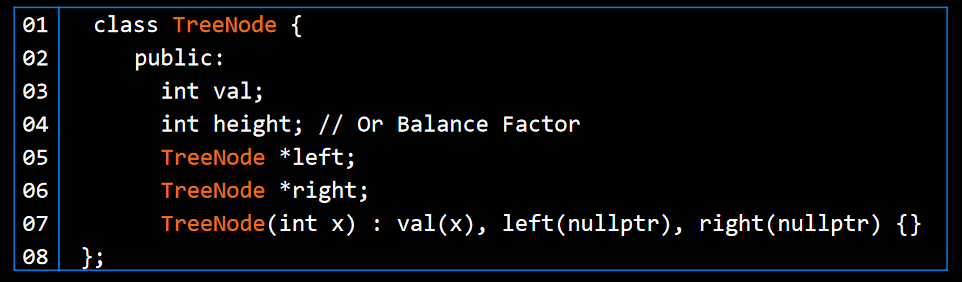 01 class TreeNode {
02 public:
03 int val;
04 int height; // Or Balance Factor
05 TreeNode *left;
06 TreeNode *right;
07 TreeNode(int x) : val(x), left(nullptr), right(nullptr) {}
08 };